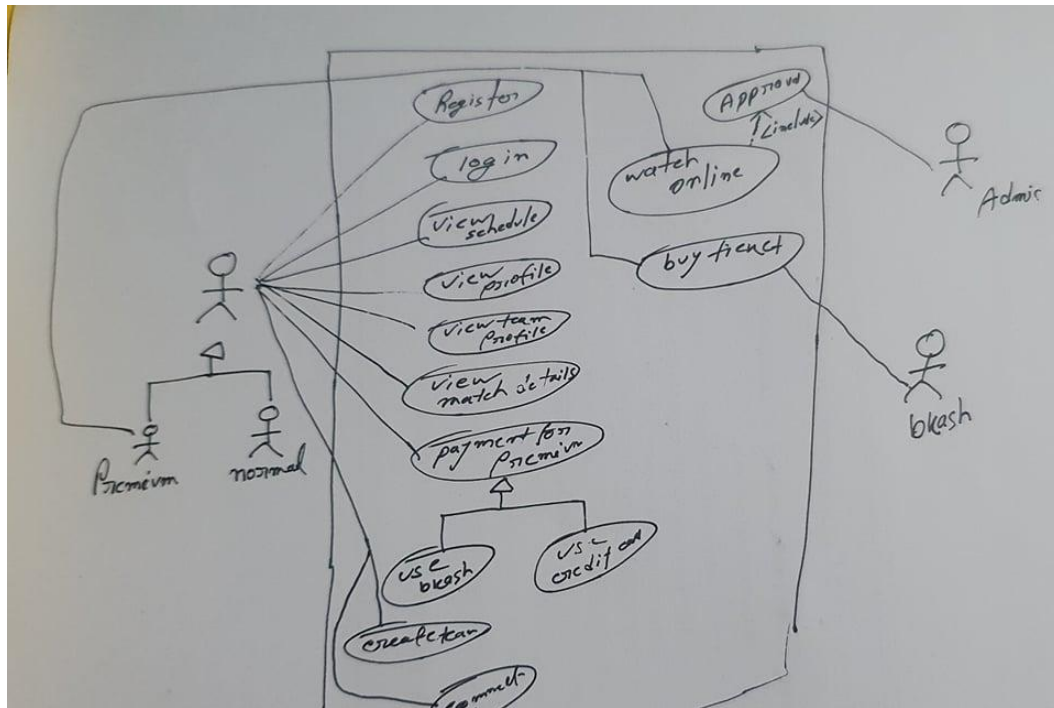 Register
login
view
schedule
view
profile
view team
profile
view
match details
payment for
premium
use
bkash
use
credit card
create team
comment
Approval
<include>
watch
online
buy ticket
Admin
bkash
Premium
normal